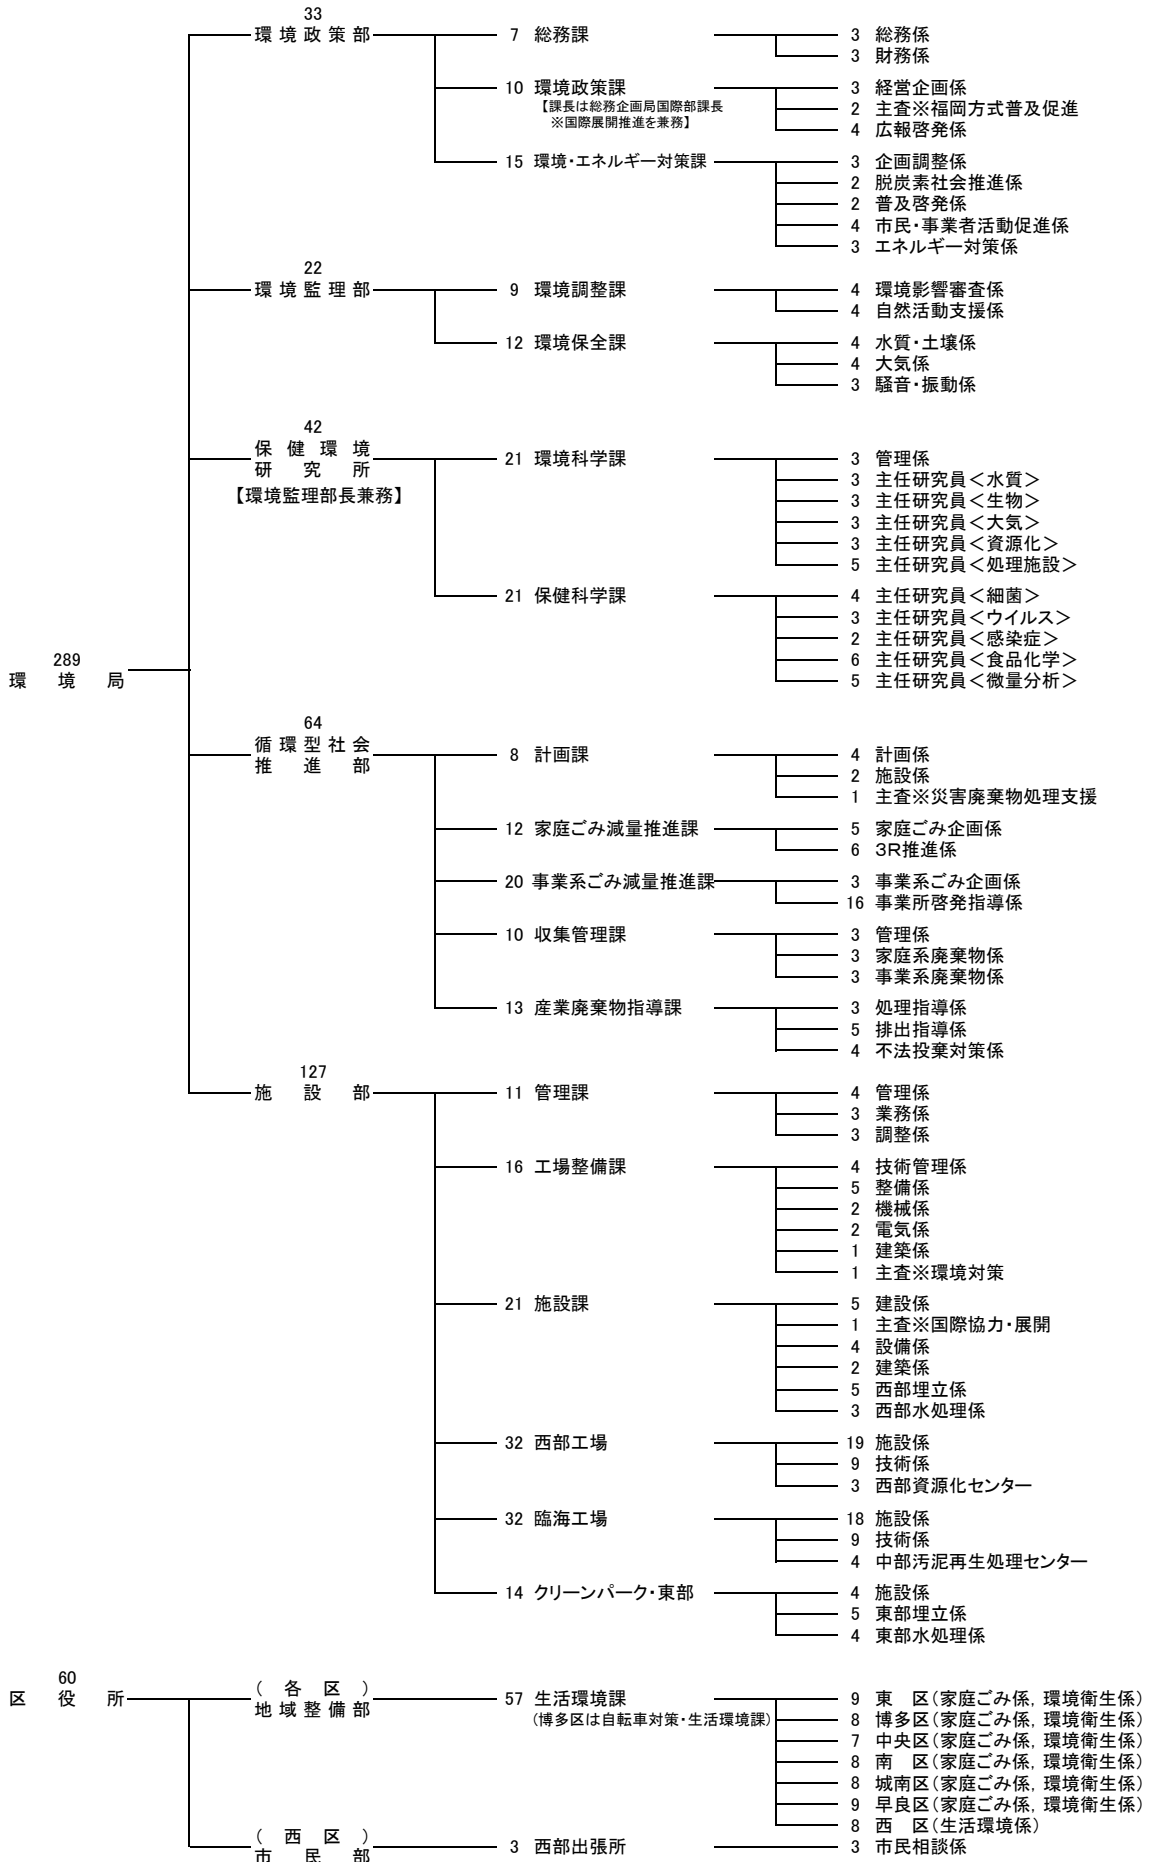 33
環境政策部
7 総務課
3 総務係
3 財務係
10 環境政策課
【課長は総務企画局国際部課長
※国際展開推進を兼務】
3 経営企画係
2 主査※福岡方式普及促進
4 広報啓発係
15 環境・エネルギー対策課
3 企画調整係
2 脱炭素社会推進係
2 普及啓発係
4 市民・事業者活動促進係
3 エネルギー対策係
22
環境監理部
9 環境調整課
4 環境影響審査係
4 自然活動支援係
12 環境保全課
4 水質・土壌係
4 大気係
3 騒音・振動係
42
保健環境
研究所
【環境監理部長兼務】
21 環境科学課
3 管理係
3 主任研究員＜水質＞
3 主任研究員＜生物＞
3 主任研究員＜大気＞
3 主任研究員＜資源化＞
5 主任研究員＜処理施設＞
21 保健科学課
4 主任研究員＜細菌＞
3 主任研究員＜ウイルス＞
2 主任研究員＜感染症＞
6 主任研究員＜食品化学＞
5 主任研究員＜微量分析＞
289
環境局
64
循環型社会
推進部
8 計画課
4 計画係
2 施設係
1 主査※災害廃棄物処理支援
12 家庭ごみ減量推進課
5 家庭ごみ企画係
6 3R推進係
20 事業系ごみ減量推進課
3 事業系ごみ企画係
16 事業所啓発指導係
10 収集管理課
3 管理係
3 家庭系廃棄物係
3 事業系廃棄物係
13 産業廃棄物指導課
3 処理指導係
5 排出指導係
4 不法投棄対策係
127
施設部
11 管理課
4 管理係
3 業務係
3 調整係
16 工場整備課
4 技術管理係
5 整備係
2 機械係
2 電気係
1 建築係
1 主査※環境対策
21 施設課
5 建設係
1 主査※国際協力・展開
4 設備係
2 建築係
5 西部埋立係
3 西部水処理係
32 西部工場
19 施設係
9 技術係
3 西部資源化センター
32 臨海工場
18 施設係
9 技術係
4 中部汚泥再生処理センター
14 クリーンパーク・東部
4 施設係
5 東部埋立係
4 東部水処理係
60
区役所
（各区）
地域整備部
57 生活環境課
（博多区は自転車対策・生活環境課）
9 東　区（家庭ごみ係，環境衛生係）
8 博多区（家庭ごみ係，環境衛生係）
7 中央区（家庭ごみ係，環境衛生係）
8 南　区（家庭ごみ係，環境衛生係）
8 城南区（家庭ごみ係，環境衛生係）
9 早良区（家庭ごみ係，環境衛生係）
8 西　区（生活環境係）
（西区）
市民部
3 西部出張所
3 市民相談係